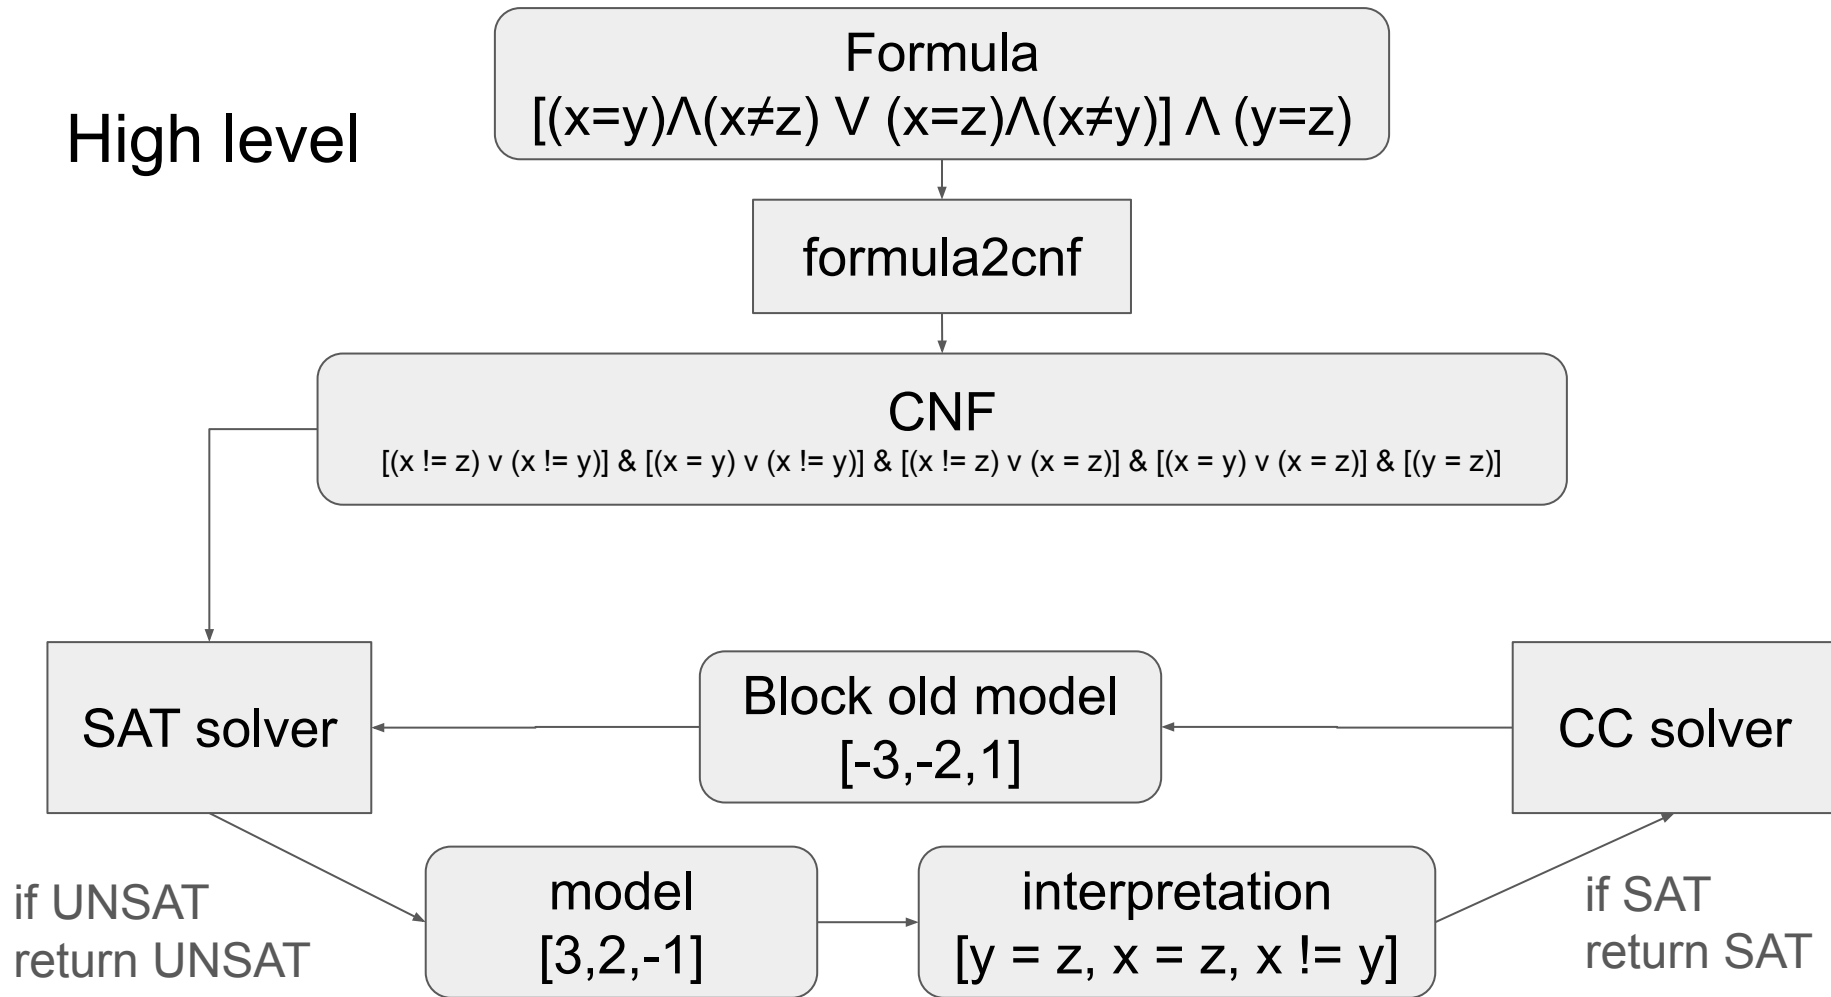 High level
Formula
[(x=y)Λ(x≠z) V (x=z)Λ(x≠y)] Λ (y=z)
formula2cnf
CNF
[(x != z) v (x != y)] & [(x = y) v (x != y)] & [(x != z) v (x = z)] & [(x = y) v (x = z)] & [(y = z)]
SAT solver
Block old model
[-3,-2,1]
CC solver
if UNSAT
return UNSAT
model
[3,2,-1]
interpretation
[y = z, x = z, x != y]
if SAT
return SAT